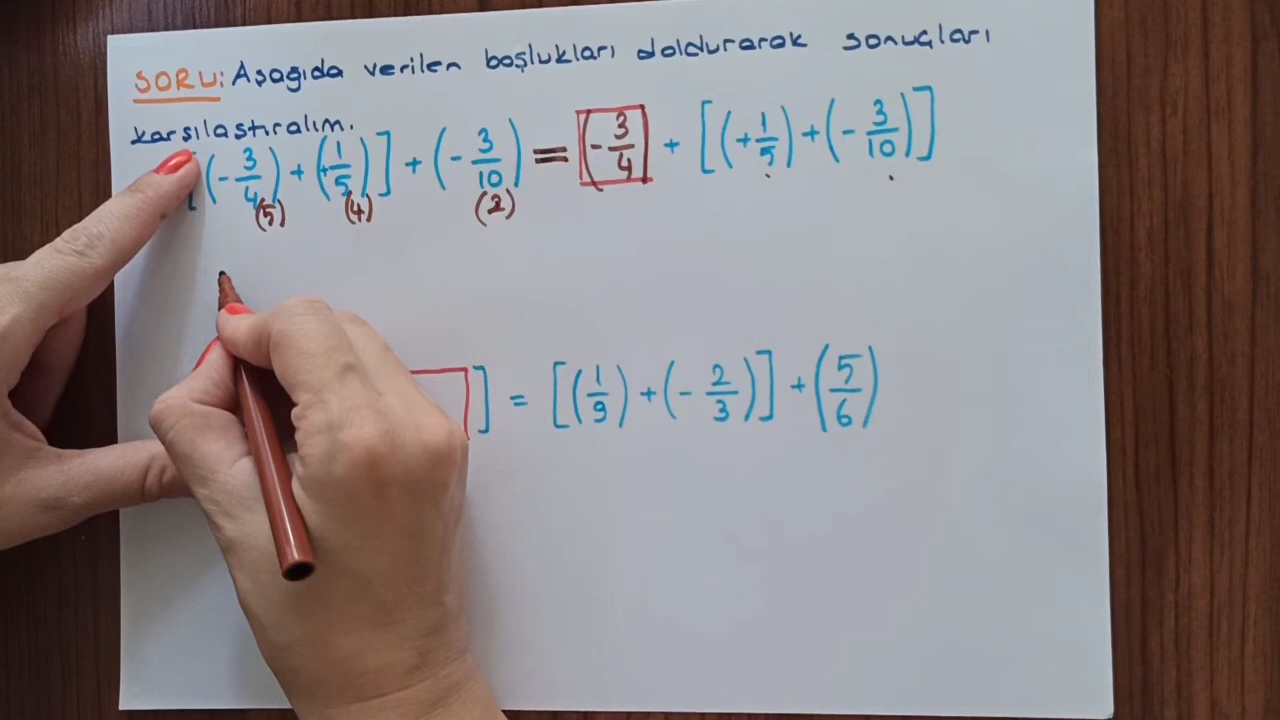 SORU: Aşağıda verilen boşlukları doldurarak sonuçları
karşılaştıralım.
[(-3/4) + (+1/5)] + (-3/10) = (-3/4) + [(+1/5) + (-3/10)]
(5) (4) (2)
] = [(1/9) + (-2/3)] + (5/6)